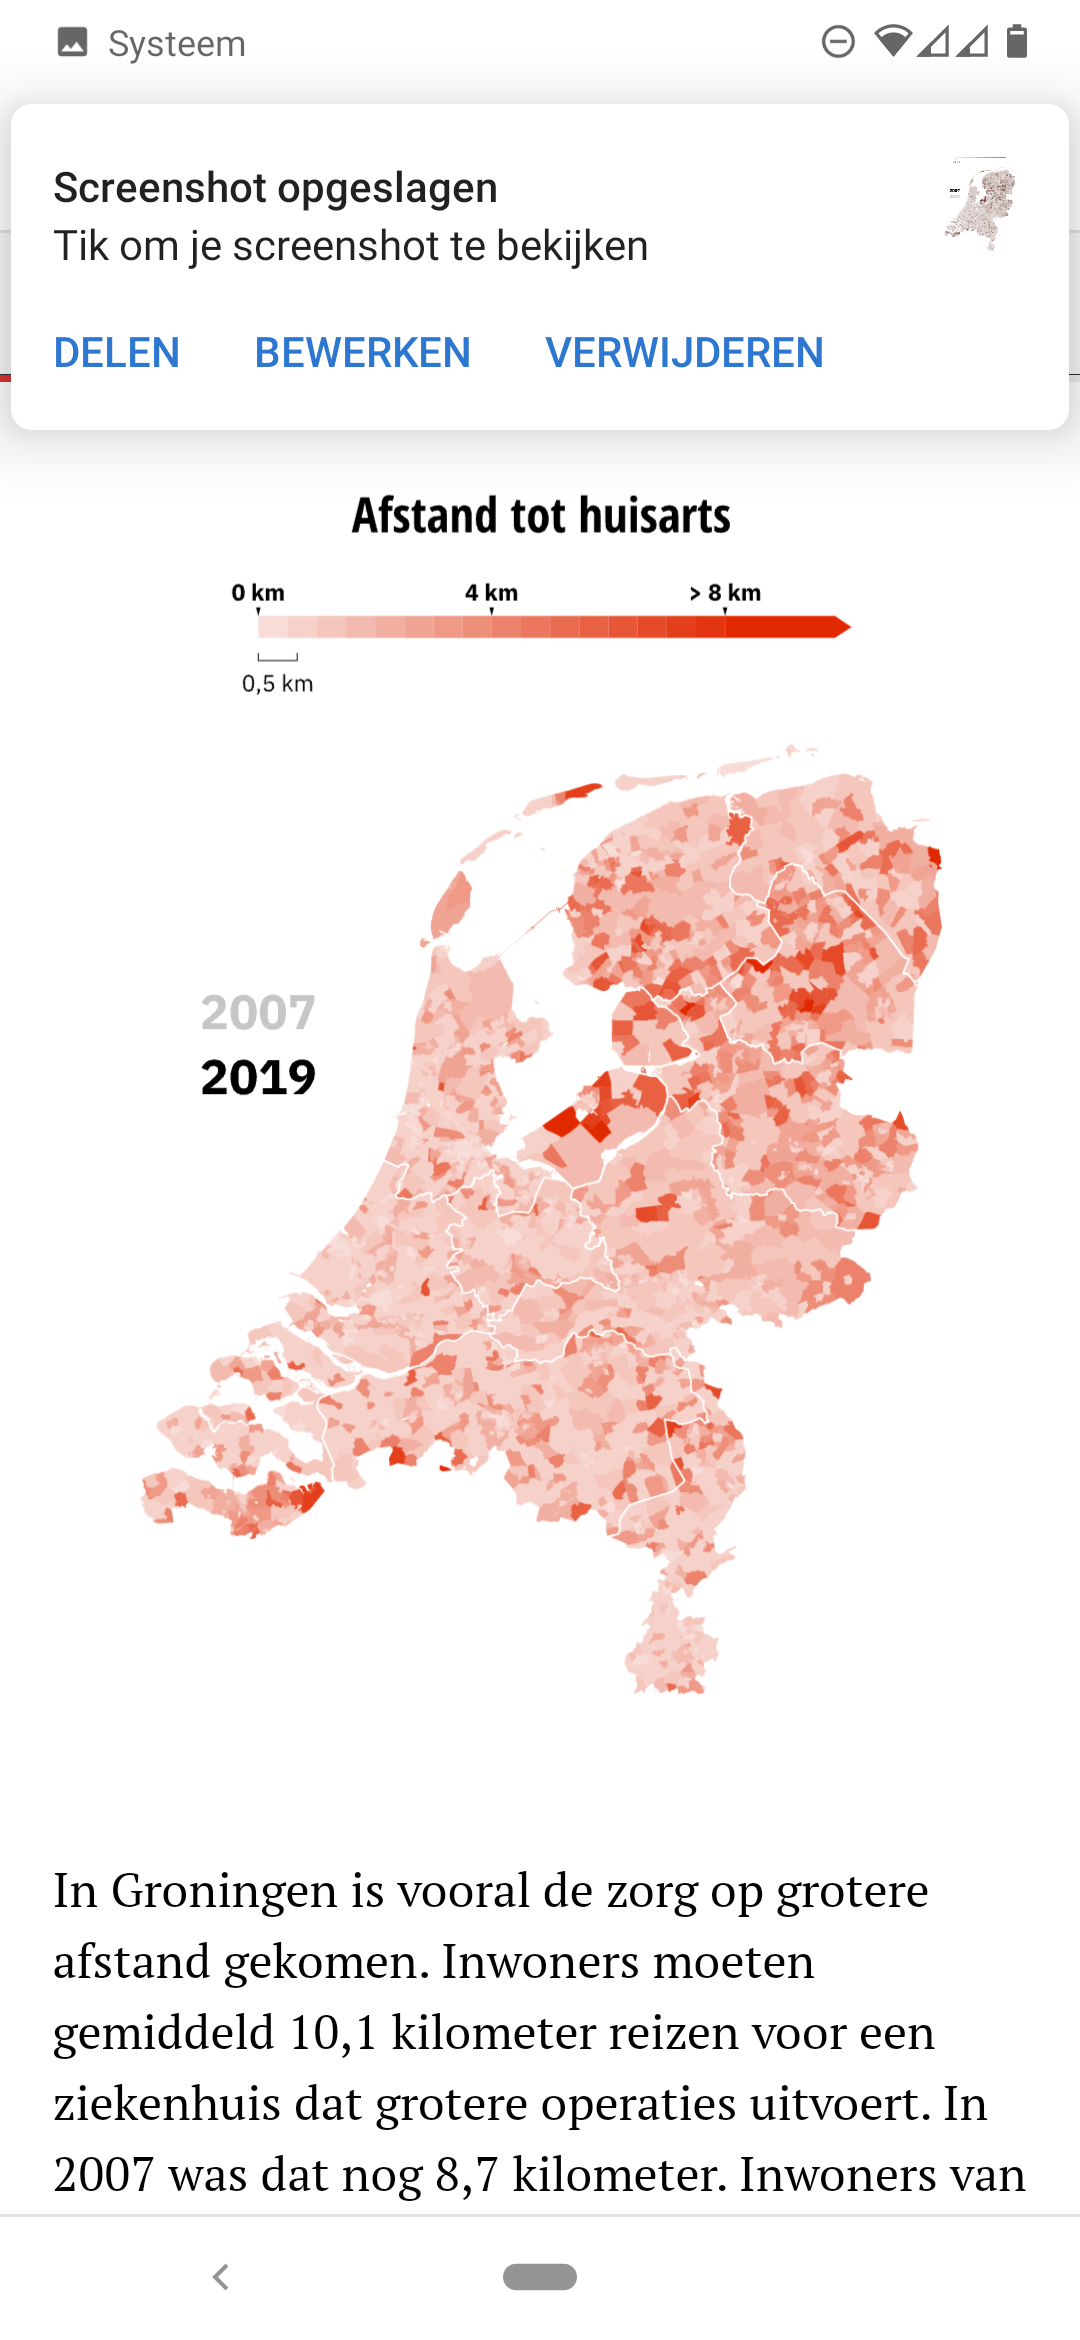 Systeem
Screenshot opgeslagen
Tik om je screenshot te bekijken
DELEN BEWERKEN VERWIJDEREN
Afstand tot huisarts
0 km 4 km > 8 km
0,5 km
2007
2019
In Groningen is vooral de zorg op grotere
afstand gekomen. Inwoners moeten
gemiddeld 10,1 kilometer reizen voor een
ziekenhuis dat grotere operaties uitvoert. In
2007 was dat nog 8,7 kilometer. Inwoners van